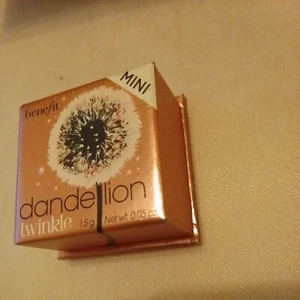 benefit
MINI
dandelion
twinkle
1.5 g Net wt. 0.05 oz.